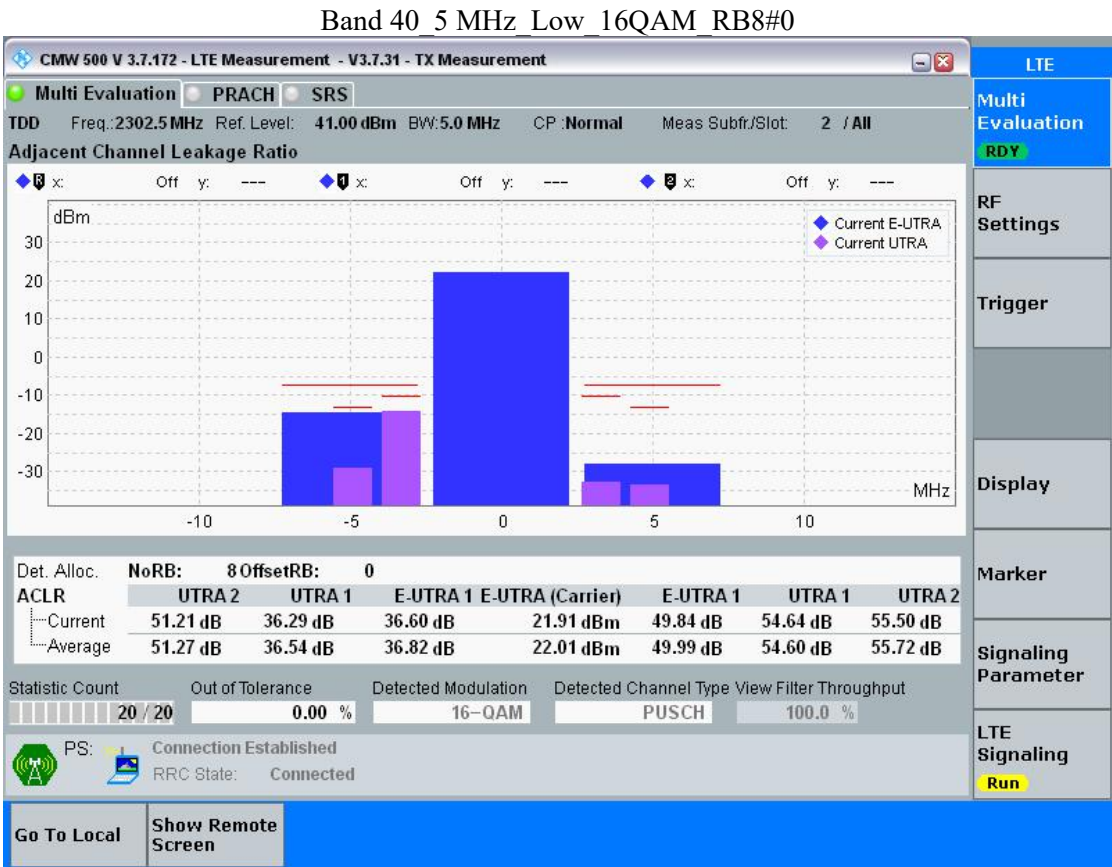 Band 40_5 MHz_Low_16QAM_RB8#0
CMW 500 V 3.7.172 - LTE Measurement - V3.7.31 - TX Measurement
LTE
Multi Evaluation PRACH SRS
Multi
Evaluation
RDY
TDD Freq.:2302.5 MHz Ref. Level: 41.00 dBm BW:5.0 MHz CP :Normal Meas Subfr./Slot: 2 / All
Adjacent Channel Leakage Ratio
R x: Off y: --- 1 x: Off y: --- 2 x: Off y: ---
dBm
Current E-UTRA
Current UTRA
30
20
10
0
-10
-20
-30
MHz
-10 -5 0 5 10
RF
Settings
Trigger
Display
Marker
Det. Alloc. NoRB: 8 OffsetRB: 0
ACLR UTRA 2 UTRA 1 E-UTRA 1 E-UTRA (Carrier) E-UTRA 1 UTRA 1 UTRA 2
Current 51.21 dB 36.29 dB 36.60 dB 21.91 dBm 49.84 dB 54.64 dB 55.50 dB
Average 51.27 dB 36.54 dB 36.82 dB 22.01 dBm 49.99 dB 54.60 dB 55.72 dB
Signaling
Parameter
Statistic Count Out of Tolerance Detected Modulation Detected Channel Type View Filter Throughput
20 / 20 0.00 % 16-QAM PUSCH 100.0 %
PS: Connection Established
RRC State: Connected
LTE
Signaling
Run
Go To Local
Show Remote
Screen